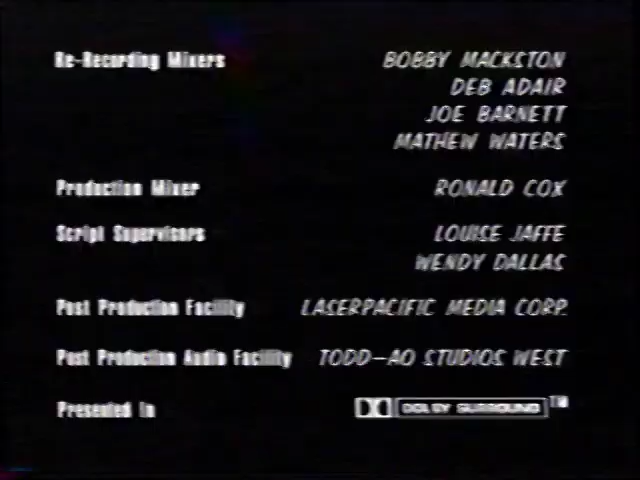 Re-Recording Mixers BOBBY MACKSTON
DEB ADAIR
JOE BARNETT
MATHEW WATERS
Production Mixer RONALD COX
Script Supervisors LOUISE JAFFE
WENDY DALLAS
Post Production Facility LASERPACIFIC MEDIA CORP.
Post Production Audio Facility TODD-AO STUDIOS WEST
Presented In DOLBY SURROUND TM